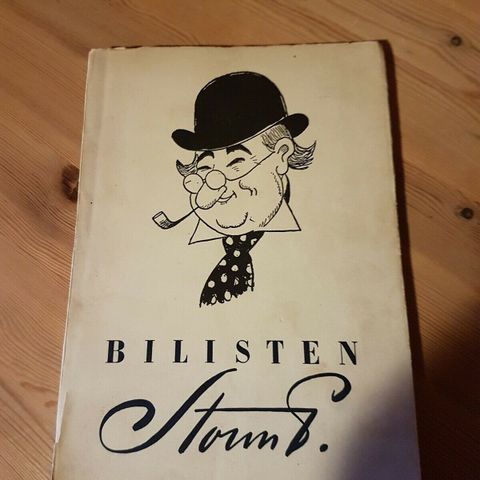 BILISTEN
Storm P.